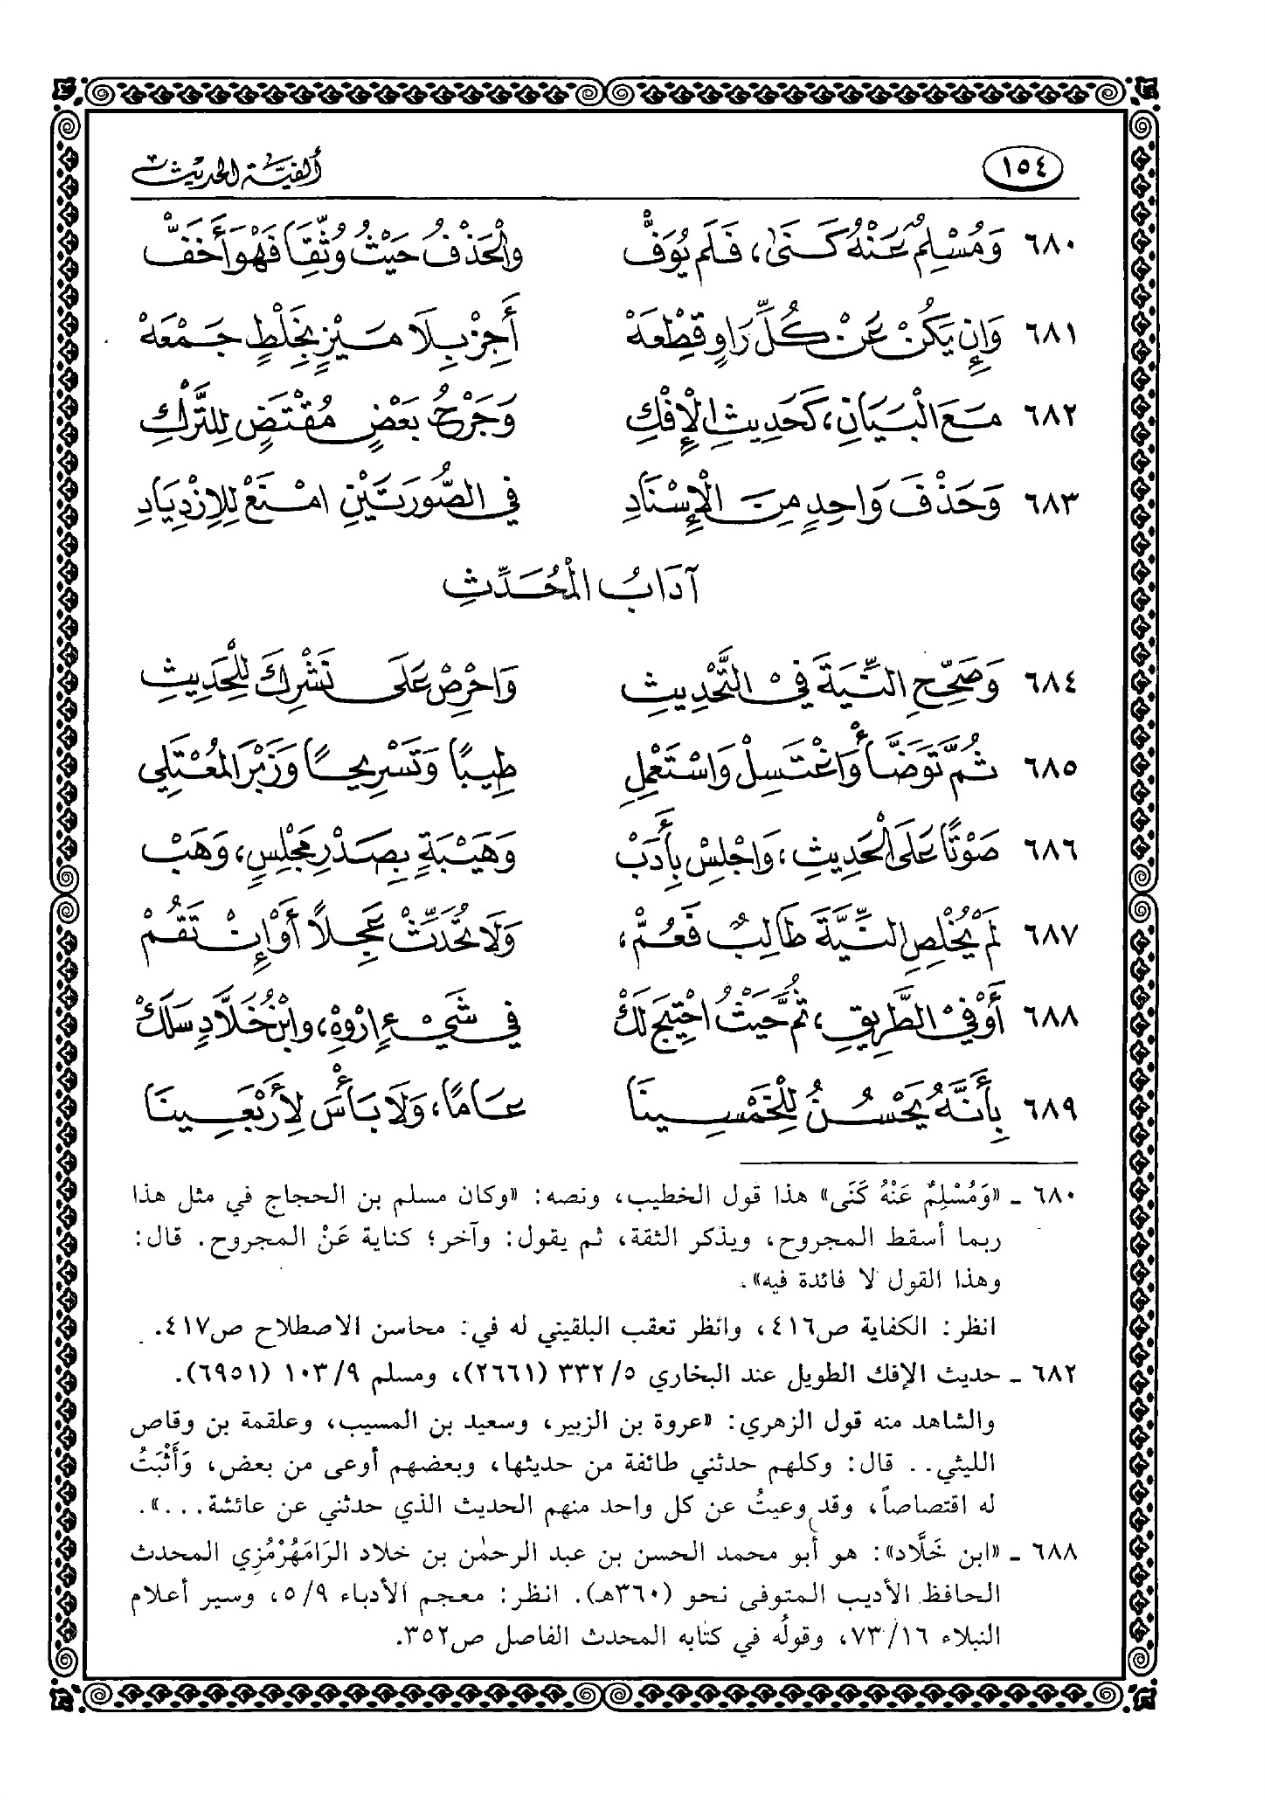 ١٥٤ ألفية الحديث
٦٨٠ وَمُسْلِمٌ عَنْهُ كَنَى، فَلَم يُوَفّْ وَالْحَذْفُ حَيْثُ وُثِّقَا فَهْوَ أَخَفّْ
٦٨١ وَإِن يَكُنْ عَنْ كُلِّ رَاوٍ قِطْعَهْ أَجِزْ بِلَا مَيْزٍ بِخَلْطٍ جَمْعَهْ
٦٨٢ مَعَ الْبَيَانِ، كَحَدِيثِ الْإِفْكِ وَجَرْحُ بَعْضٍ مُقْتَضٍ لِلتَّرْكِ
٦٨٣ وَحَذْفَ وَاحِدٍ مِنَ الْإِسْنَادِ فِي الصُّورَتَيْنِ امْنَعْ لِلِازْدِيَادِ
آدَابُ الْمُحَدِّثِ
٦٨٤ وَصَحِّحِ النِّيَةَ فِيْ التَّحْدِيثِ وَاحْرِصْ عَلَى نَشْرِكَ لِلْحَدِيثِ
٦٨٥ ثُمَّ تَوَضَّأْ وَاغْتَسِلْ وَاسْتَعْمِلِ طِيبًا وَتَسْرِيحًا وَزَبْرَ الْمُعْتَلِي
٦٨٦ صَوْتًا عَلَى الْحَدِيثِ، وَاجْلِسْ بِأَدَبْ وَهَيْبَةٍ بِصَدْرِ مَجْلِسٍ، وَهَبْ
٦٨٧ لَمْ يُخْلِصِ النِّيَّةَ طَالِبٌ فَعُمّْ، وَلَا تُحَدِّثْ عَجِلًا أَوْ إِنْ تَقُمْ
٦٨٨ أَوْ فِيْ الطَّرِيقِ، ثُمَّ حَيْثُ احْتِيجَ لَكْ فِي شَيْءٍ ارْوِهْ، وابْنُ خَلَّادٍ سَلَكْ
٦٨٩ بِأَنَّهُ يَحْسُنُ لِلْخَمْسِينَا عَامًا، وَلَا بَأْسَ لِأَرْبَعِينَا
٦٨٠ ـ «وَمُسْلِمٌ عَنْهُ كَنَى» هذا قول الخطيب، ونصه: «وكان مسلم بن الحجاج في مثل هذا
ربما أسقط المجروح، ويذكر الثقة، ثم يقول: وآخر؛ كناية عَنْ المجروح. قال:
وهذا القول لا فائدة فيه».
انظر: الكفاية ص٤١٦، وانظر تعقب البلقيني له في: محاسن الاصطلاح ص٤١٧.
٦٨٢ ـ حديث الإفك الطويل عند البخاري ٥/ ٣٣٢ (٢٦٦١)، ومسلم ٩/ ١٠٣ (٦٩٥١).
والشاهد منه قول الزهري: «عروة بن الزبير، وسعيد بن المسيب، وعلقمة بن وقاص
الليثي.. قال: وكلهم حدثني طائفة من حديثها، وبعضهم أوعى من بعض، وَأَثْبَتُ
له اقتصاصاً، وقد وعيتُ عن كل واحد منهم الحديث الذي حدثني عن عائشة...».
٦٨٨ ـ «ابن خَلَّاد»: هو أبو محمد الحسن بن عبد الرحمٰن بن خلاد الرَامَهُرْمُزِي المحدث
الحافظ الأديب المتوفى نحو (٣٦٠هـ). انظر: معجم الأدباء ٥/٩، وسير أعلام
النبلاء ٧٣/١٦، وقولُه في كتابه المحدث الفاصل ص٣٥٢.